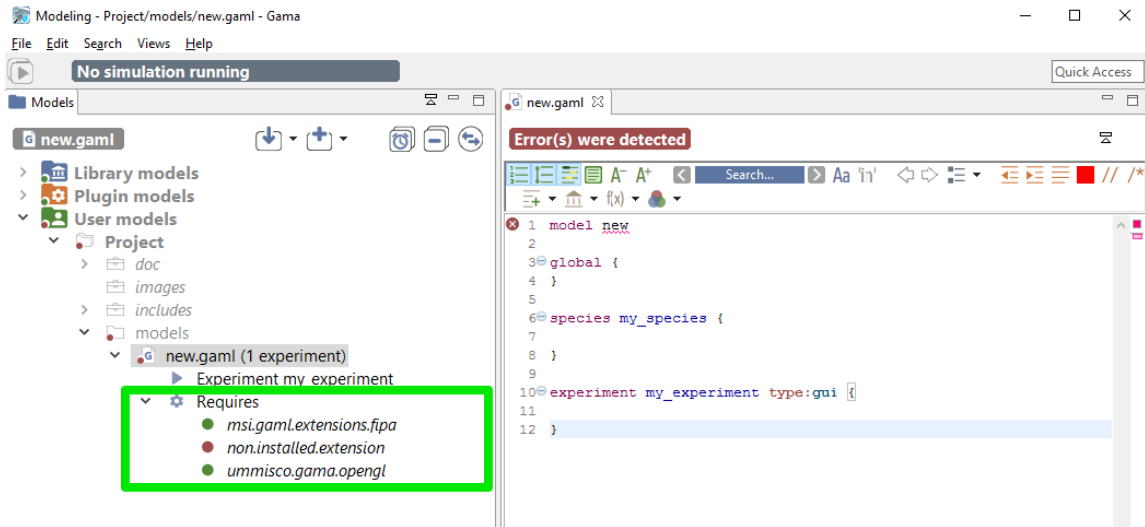 Modeling - Project/models/new.gaml - Gama
File Edit Search Views Help
No simulation running
Quick Access
Models
new.gaml
Library models
Plugin models
User models
Project
doc
images
includes
models
new.gaml (1 experiment)
Experiment my_experiment
Requires
msi.gaml.extensions.fipa
non.installed.extension
ummisco.gama.opengl
new.gaml
Error(s) were detected
A⁻ A⁺ Search... Aa 'in' // /*
f(x)
1 model new
2
3 global {
4 }
5
6 species my_species {
7
8 }
9
10 experiment my_experiment type:gui {
11
12 }